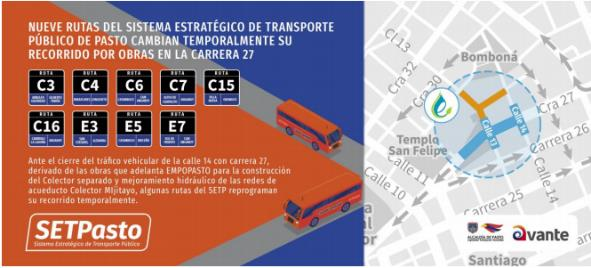 NUEVE RUTAS DEL SISTEMA ESTRATÉGICO DE TRANSPORTE
PÚBLICO DE PASTO CAMBIAN TEMPORALMENTE SU
RECORRIDO POR OBRAS EN LA CARRERA 27
RUTA RUTA RUTA RUTA RUTA
C3 C4 C6 C7 C15
RUTA RUTA RUTA RUTA
C16 E3 E5 E7
Ante el cierre del tráfico vehicular de la calle 14 con carrera 27,
derivado de las obras que adelanta EMPOPASTO para la construcción
del Colector separado y mejoramiento hidráulico de las redes de
acueducto Colector MIjitayo, algunas rutas del SETP reprograman
su recorrido temporalmente.
SETPasto
Sistema Estratégico de Transporte Público
Cl 13
Cra 32
Cra 30
Bomboná
Cra 27
Calle 14
Calle 13
Carrera 26
Templo
San Felipe
Calle 11
Calle 10
Carrera 25
Calle 14
ALCALDÍA DE PASTO
avante
Santiago